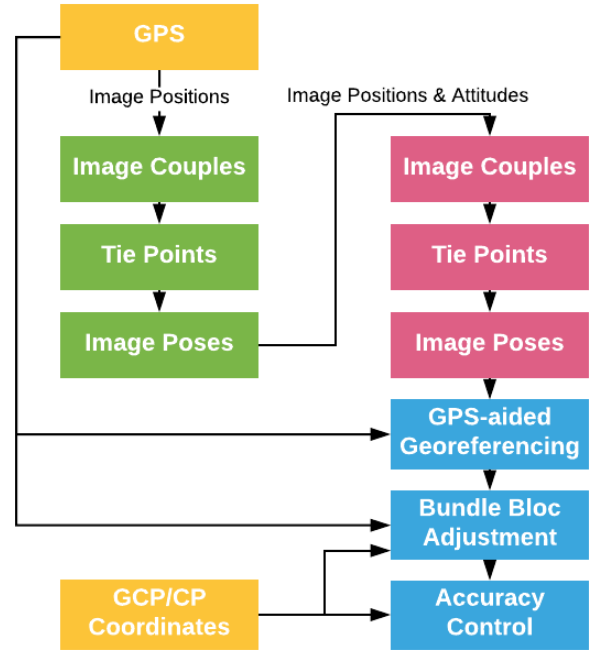 GPS
Image Positions
Image Positions & Attitudes
Image Couples
Image Couples
Tie Points
Tie Points
Image Poses
Image Poses
GPS-aided
Georeferencing
Bundle Bloc
Adjustment
GCP/CP
Coordinates
Accuracy
Control